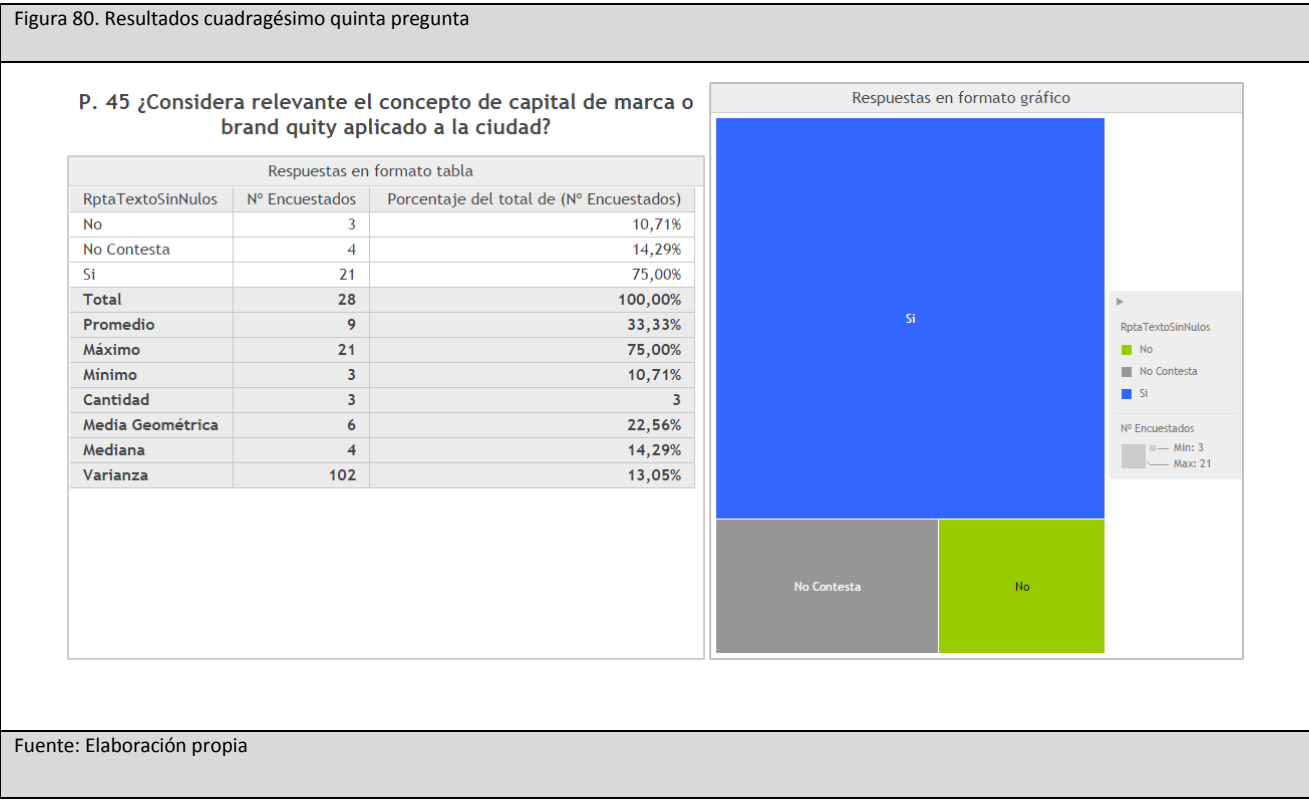 Figura 80. Resultados cuadragésimo quinta pregunta
P. 45 ¿Considera relevante el concepto de capital de marca o
brand quity aplicado a la ciudad?
Respuestas en formato tabla
RptaTextoSinNulos Nº Encuestados Porcentaje del total de (Nº Encuestados)
No 3 10,71%
No Contesta 4 14,29%
Si 21 75,00%
Total 28 100,00%
Promedio 9 33,33%
Máximo 21 75,00%
Mínimo 3 10,71%
Cantidad 3 3
Media Geométrica 6 22,56%
Mediana 4 14,29%
Varianza 102 13,05%
Respuestas en formato gráfico
Si
No Contesta
No
RptaTextoSinNulos
No
No Contesta
Si
Nº Encuestados
Min: 3
Max: 21
Fuente: Elaboración propia